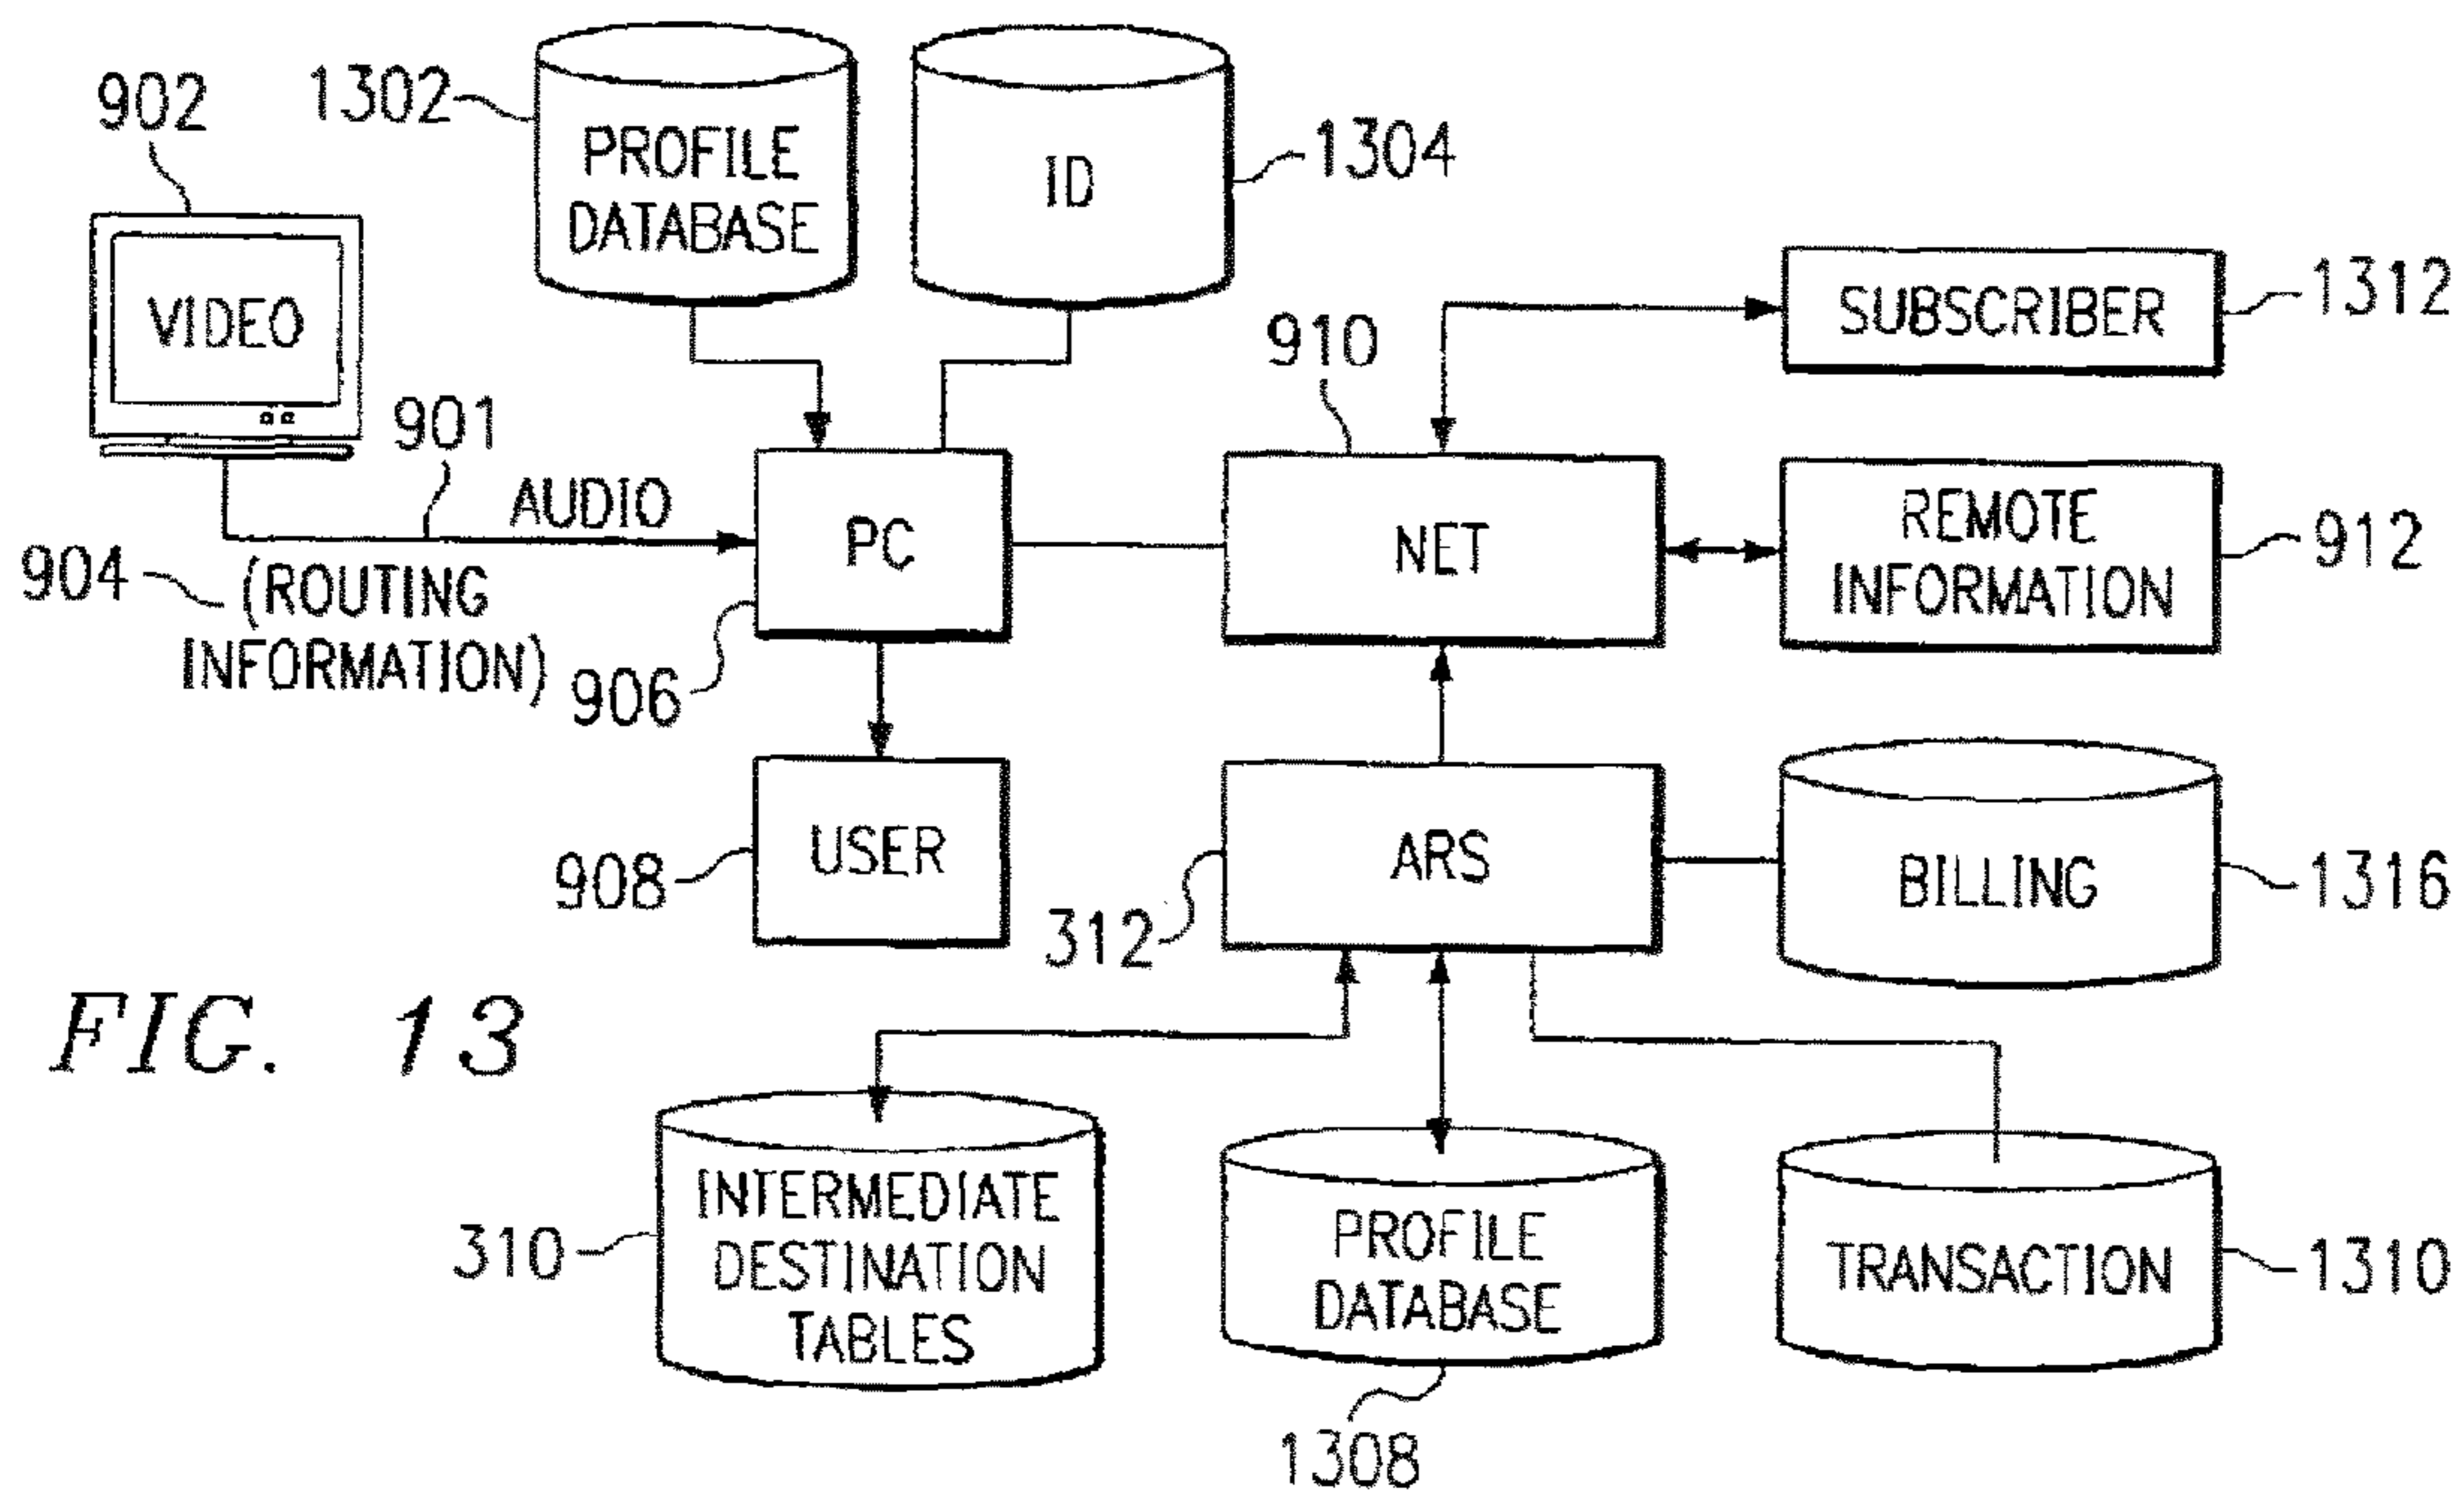 902
1302
PROFILE
DATABASE
ID
1304
VIDEO
SUBSCRIBER
1312
910
901
AUDIO
904
(ROUTING
INFORMATION)
PC
906
NET
REMOTE
INFORMATION
912
USER
908
ARS
312
BILLING
1316
FIG. 13
INTERMEDIATE
DESTINATION
TABLES
310
PROFILE
DATABASE
1308
TRANSACTION
1310